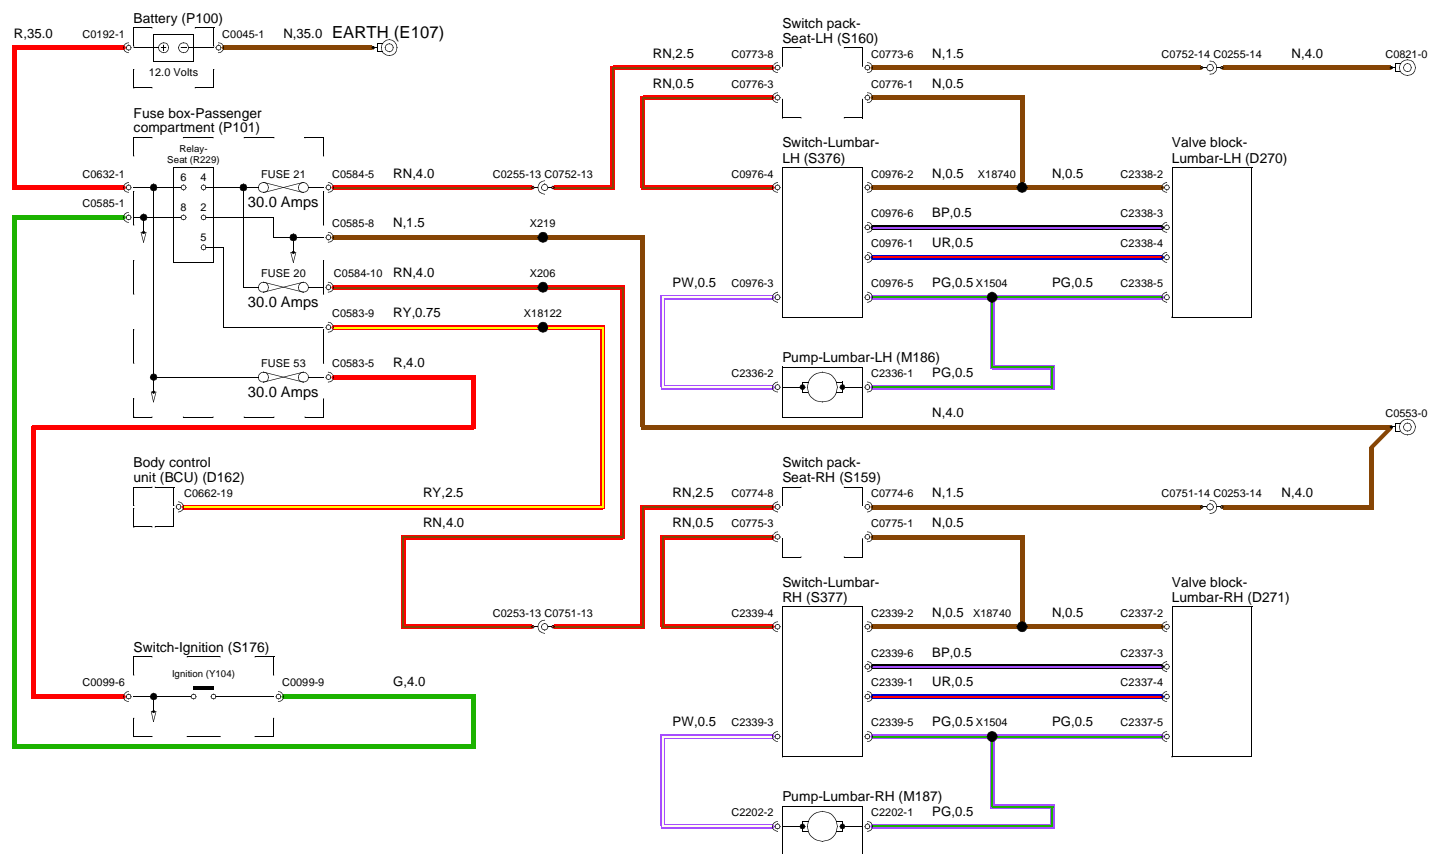 Battery (P100)
R,35.0
C0192-1
C0045-1
N,35.0
EARTH (E107)
12.0 Volts
Fuse box-Passenger
compartment (P101)
Relay-
Seat (R229)
C0632-1
6
4
FUSE 21
30.0 Amps
C0584-5
RN,4.0
C0255-13
C0752-13
C0585-1
8
2
C0585-8
N,1.5
X219
5
FUSE 20
30.0 Amps
C0584-10
RN,4.0
X206
C0583-9
RY,0.75
X18122
FUSE 53
30.0 Amps
C0583-5
R,4.0
Body control
unit (BCU) (D162)
C0662-19
RY,2.5
RN,4.0
C0253-13
C0751-13
Switch-Ignition (S176)
Ignition (Y104)
C0099-6
C0099-9
G,4.0
Switch pack-
Seat-LH (S160)
RN,2.5
C0773-8
C0773-6
N,1.5
C0752-14
C0255-14
N,4.0
C0821-0
RN,0.5
C0776-3
C0776-1
N,0.5
Switch-Lumbar-
LH (S376)
Valve block-
Lumbar-LH (D270)
C0976-4
C0976-2
N,0.5
X18740
N,0.5
C2338-2
C0976-6
BP,0.5
C2338-3
C0976-1
UR,0.5
C2338-4
PW,0.5
C0976-3
C0976-5
PG,0.5
X1504
PG,0.5
C2338-5
Pump-Lumbar-LH (M186)
C2336-2
C2336-1
PG,0.5
N,4.0
C0553-0
Switch pack-
Seat-RH (S159)
RN,2.5
C0774-8
C0774-6
N,1.5
C0751-14
C0253-14
N,4.0
RN,0.5
C0775-3
C0775-1
N,0.5
Switch-Lumbar-
RH (S377)
Valve block-
Lumbar-RH (D271)
C2339-4
C2339-2
N,0.5
X18740
N,0.5
C2337-2
C2339-6
BP,0.5
C2337-3
C2339-1
UR,0.5
C2337-4
PW,0.5
C2339-3
C2339-5
PG,0.5
X1504
PG,0.5
C2337-5
Pump-Lumbar-RH (M187)
C2202-2
C2202-1
PG,0.5